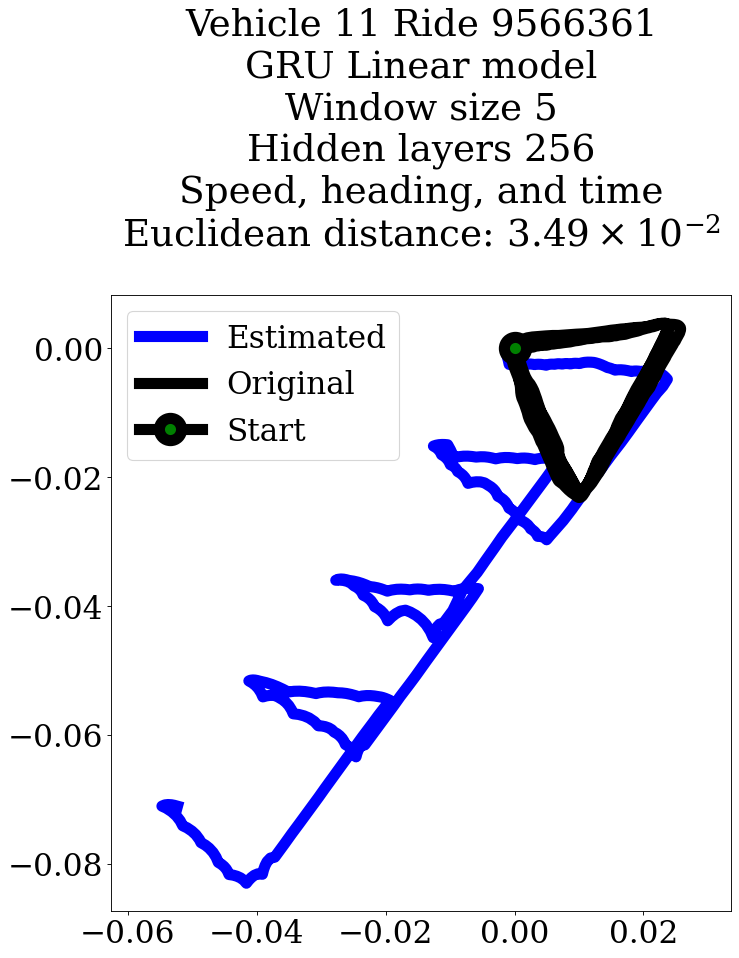 Vehicle 11 Ride 9566361
GRU Linear model
Window size 5
Hidden layers 256
Speed, heading, and time
Euclidean distance: 3.49 × 10⁻²
Estimated
Original
Start
0.00
−0.02
−0.04
−0.06
−0.08
−0.06 −0.04 −0.02 0.00 0.02